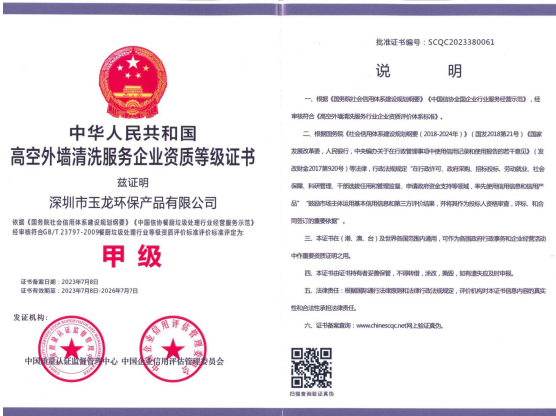 中华人民共和国
高空外墙清洗服务企业资质等级证书
兹证明
深圳市玉龙环保产品有限公司
依据《国务院社会信用体系建设规划纲要》《中国信协餐厨垃圾处理行业经营服务示范》
经审核符合GB/T 23797-2009餐厨垃圾处理行业等级资质评价标准评价标准评定为:
甲级
证书备案日期:2023年7月8日
证书有效期至:2023年7月8日-2026年7月7日
发证机构:
中国质量认证监督管理中心 中国企业信用评估管理委员会
批准证书编号:SCQC2023380061
说 明
一、根据《国务院社会信用体系建设规划纲要》《中国信协全国企业行业服务经营示范》,经
审核符合《高空外墙清洗服务行业企业资质评价体系标准》。
二、根据国务院《社会信用体系建设规划纲要(2018-2024年)》(国发2018第21号)《国家
发展改革委,人民银行,中央编办关于在行政管理事项中使用信用记录和使用报告的若干意见》(发
改财金2017第920号)等法律,行政法规规定"在行政许可、政府采购、招标投标、劳动就业、社会
保障、科研管理、干部选拔任用和管理监督、申请政府资金支持等领域,率先使用信用信息和信用产
品" "鼓励市场主体运用基本信用信息和第三方评价结果,并将其作为投标人资格审查,评标、和合
同签订的重要依据"。
三、本证书在(港、澳、台)及世界各国范围内通用,可作为各国政府行政事务和企业经营活动
中作重要资质证明之用。
四、本证书由证书持有者妥善保管,不得转借,涂改,撕毁,如有遗失应及时申报。
五、法律责任:根据国际通行法律原则和法律行政法规规定,评价机构对本证书信息内容的真实
性和合法性承担法律责任。
六、证书备案查询:www.chinescqc.net网上验证真伪。
扫描查询验证真伪